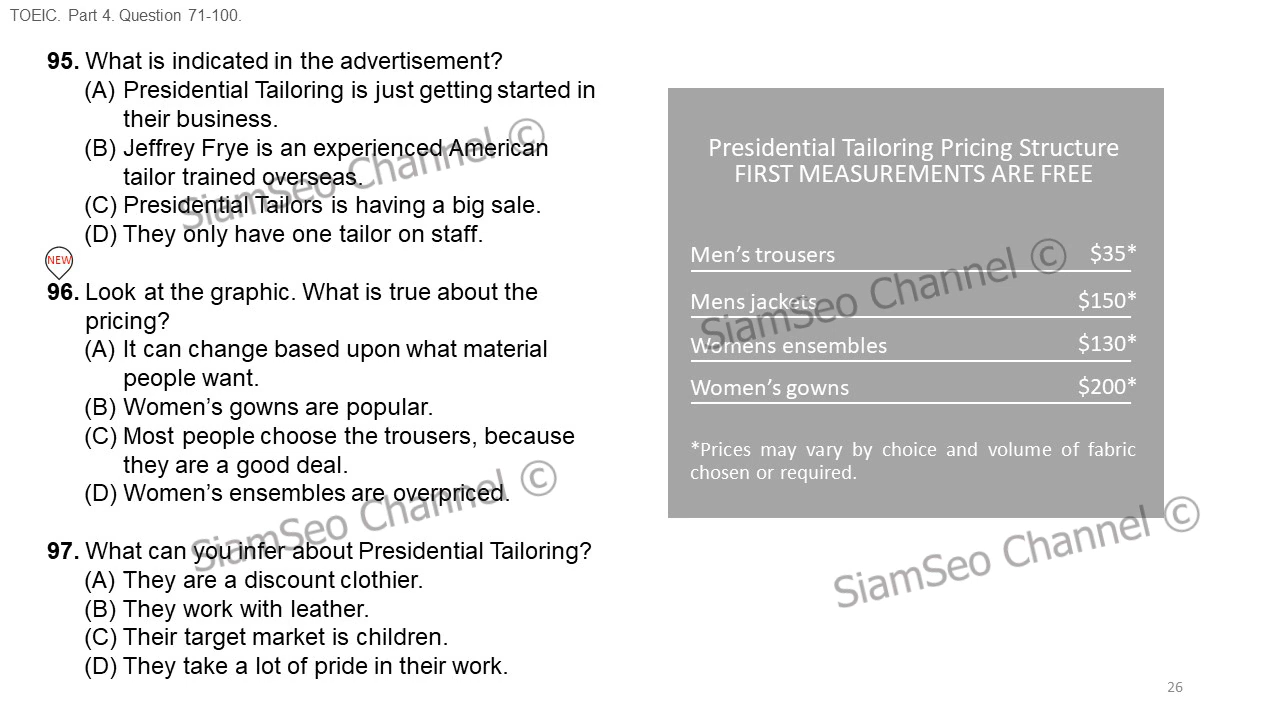 TOEIC. Part 4. Question 71-100.
95. What is indicated in the advertisement?
(A) Presidential Tailoring is just getting started in
their business.
(B) Jeffrey Frye is an experienced American
tailor trained overseas.
(C) Presidential Tailors is having a big sale.
(D) They only have one tailor on staff.
NEW
96. Look at the graphic. What is true about the
pricing?
(A) It can change based upon what material
people want.
(B) Women’s gowns are popular.
(C) Most people choose the trousers, because
they are a good deal.
(D) Women’s ensembles are overpriced.
97. What can you infer about Presidential Tailoring?
(A) They are a discount clothier.
(B) They work with leather.
(C) Their target market is children.
(D) They take a lot of pride in their work.
Presidential Tailoring Pricing Structure
FIRST MEASUREMENTS ARE FREE
Men’s trousers $35*
Mens jackets $150*
Womens ensembles $130*
Women’s gowns $200*
*Prices may vary by choice and volume of fabric
chosen or required.
SiamSeo Channel ©
SiamSeo Channel ©
SiamSeo Channel ©
SiamSeo Channel ©
26